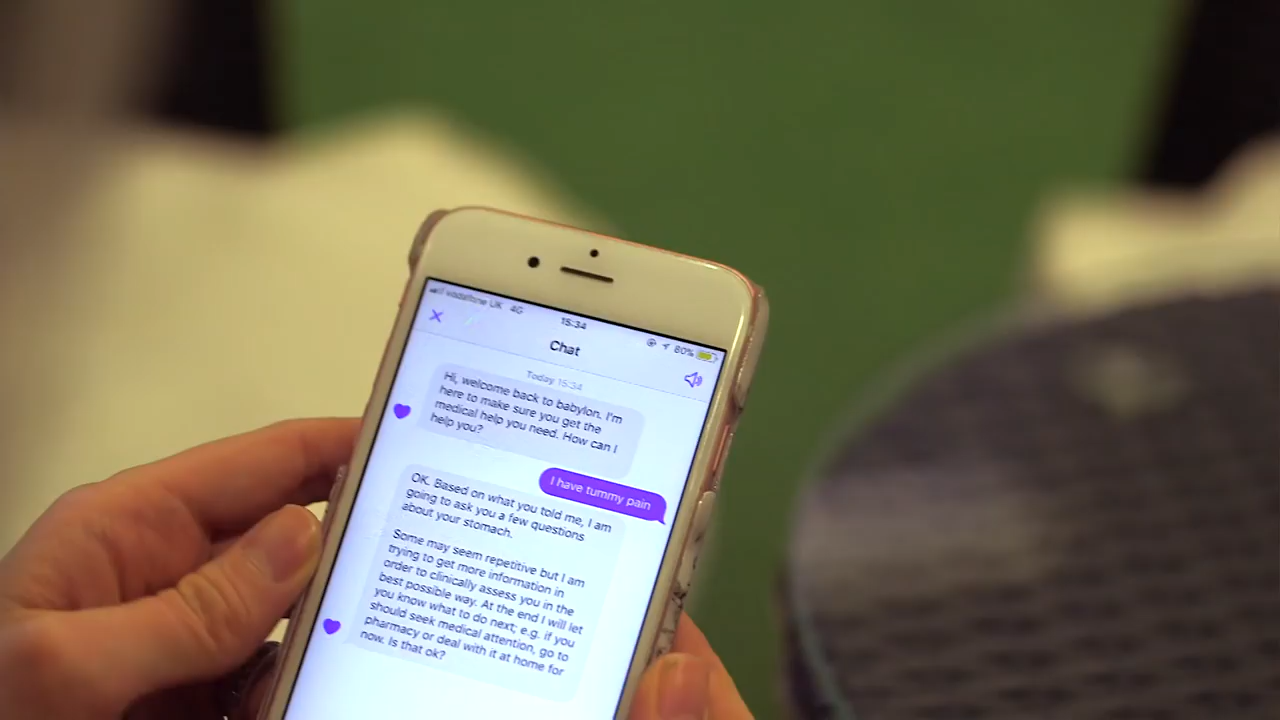 vodafone UK 4G 15:34 80%
Chat
Today 15:34
Hi, welcome back to babylon. I'm
here to make sure you get the
medical help you need. How can I
help you?
I have tummy pain
OK. Based on what you told me, I am
going to ask you a few questions
about your stomach.
Some may seem repetitive but I am
trying to get more information in
order to clinically assess you in the
best possible way. At the end I will let
you know what to do next; e.g. if you
should seek medical attention, go to
pharmacy or deal with it at home for
now. Is that ok?